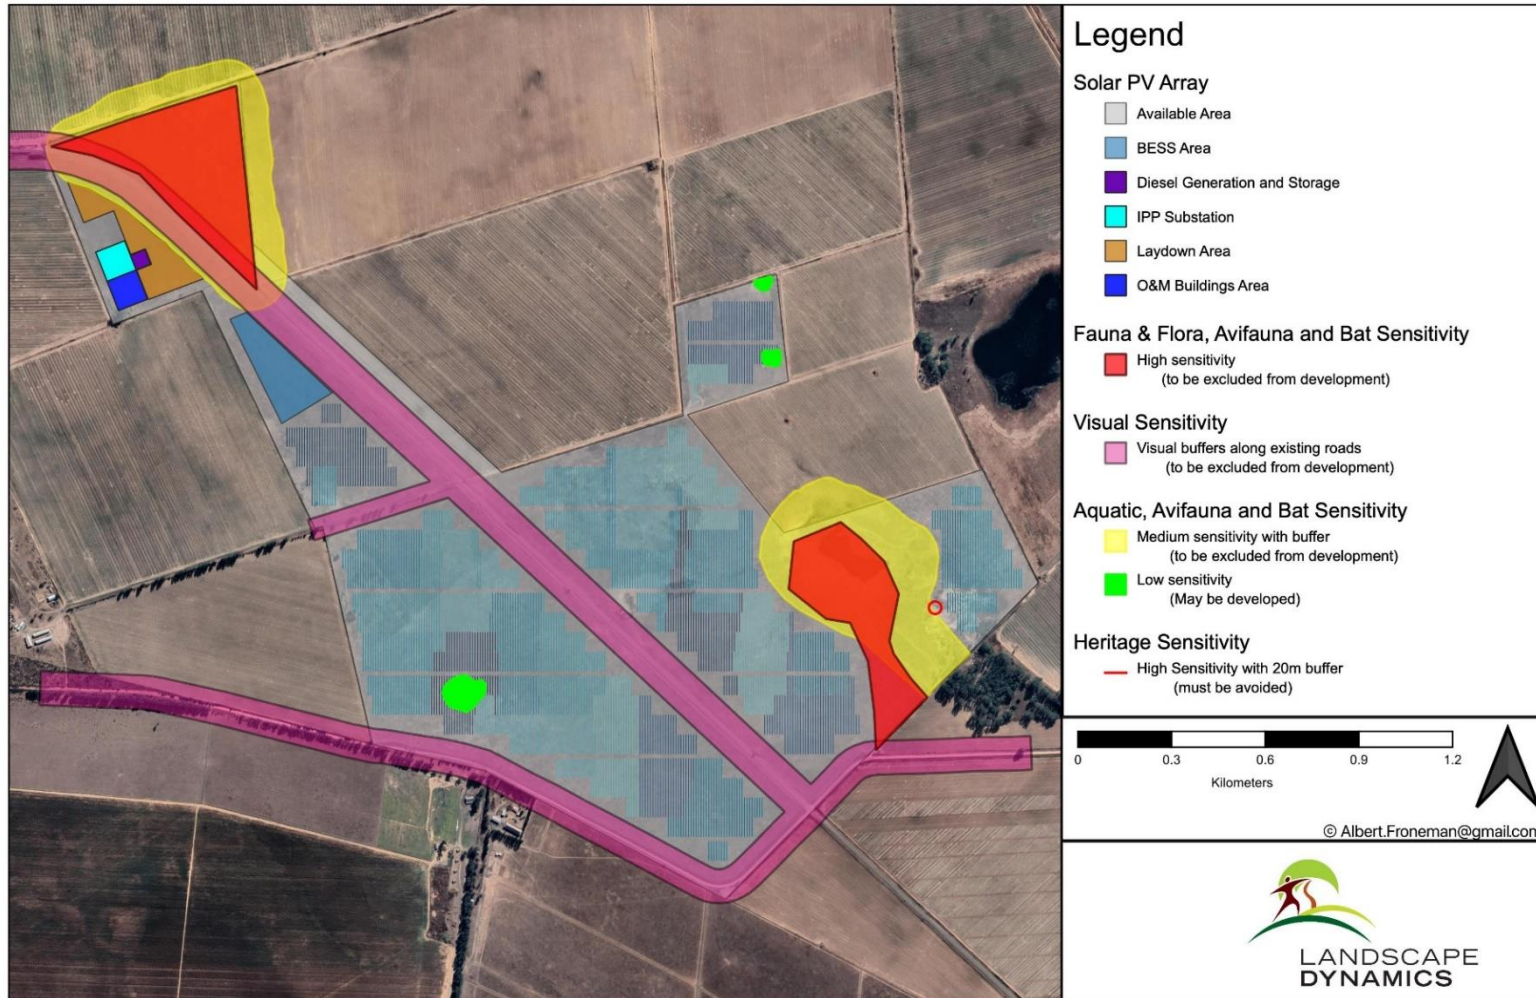 Legend
Solar PV Array
Available Area
BESS Area
Diesel Generation and Storage
IPP Substation
Laydown Area
O&M Buildings Area
Fauna & Flora, Avifauna and Bat Sensitivity
High sensitivity
(to be excluded from development)
Visual Sensitivity
Visual buffers along existing roads
(to be excluded from development)
Aquatic, Avifauna and Bat Sensitivity
Medium sensitivity with buffer
(to be excluded from development)
Low sensitivity
(May be developed)
Heritage Sensitivity
High Sensitivity with 20m buffer
(must be avoided)
0 0.3 0.6 0.9 1.2
Kilometers
© Albert.Froneman@gmail.com
LANDSCAPE
DYNAMICS